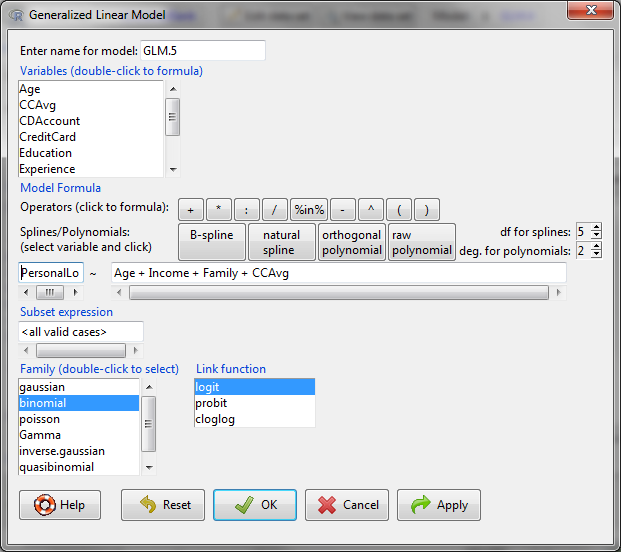 Generalized Linear Model
Enter name for model: GLM.5
Variables (double-click to formula)
Age
CCAvg
CDAccount
CreditCard
Education
Experience
Model Formula
Operators (click to formula): + * : / %in% - ^ ( )
Splines/Polynomials:
(select variable and click)
B-spline
natural
spline
orthogonal
polynomial
raw
polynomial
df for splines: 5
deg. for polynomials: 2
PersonalLo ~ Age + Income + Family + CCAvg
Subset expression
<all valid cases>
Family (double-click to select)
gaussian
binomial
poisson
Gamma
inverse.gaussian
quasibinomial
Link function
logit
probit
cloglog
Help Reset OK Cancel Apply